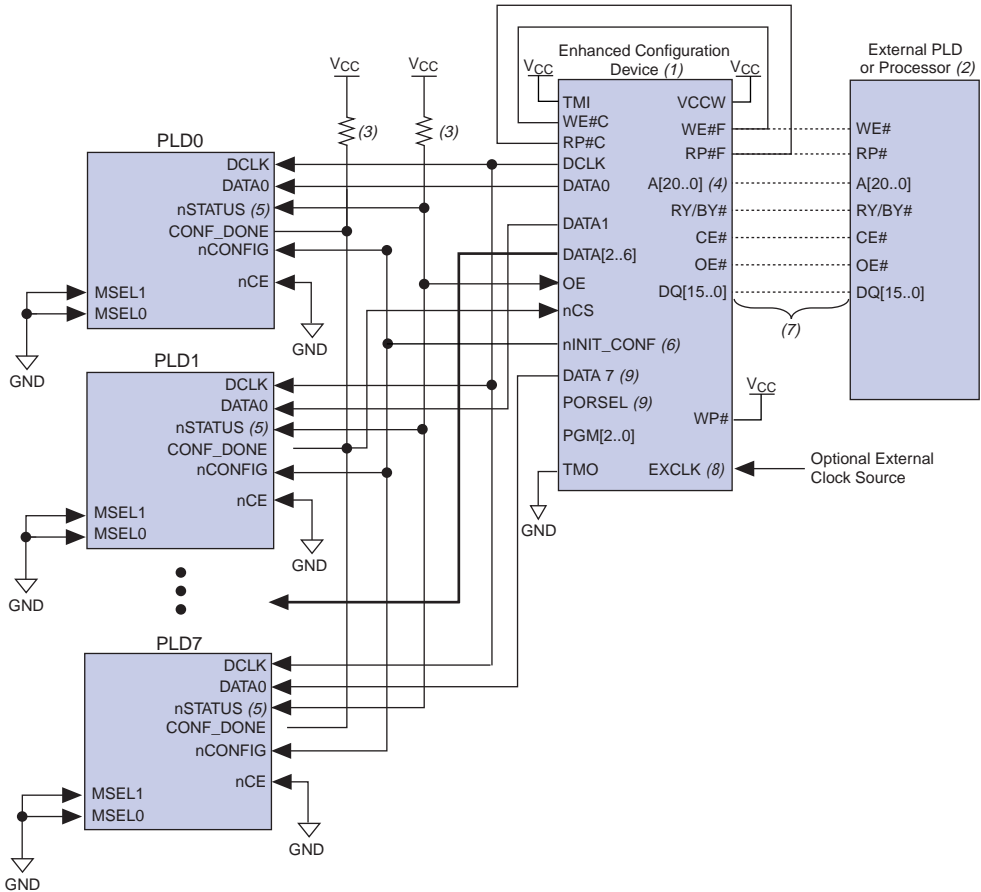 Enhanced Configuration
Device (1)
External PLD
or Processor (2)
VCC
VCC
VCC
VCC
(3)
(3)
PLD0
DCLK
DATA0
nSTATUS (5)
CONF_DONE
nCONFIG
nCE
MSEL1
MSEL0
GND
GND
PLD1
DCLK
DATA0
nSTATUS (5)
CONF_DONE
nCONFIG
nCE
MSEL1
MSEL0
GND
GND
PLD7
DCLK
DATA0
nSTATUS (5)
CONF_DONE
nCONFIG
nCE
MSEL1
MSEL0
GND
GND
TMI
WE#C
RP#C
DCLK
DATA0
DATA1
DATA[2..6]
OE
nCS
nINIT_CONF (6)
DATA 7 (9)
PORSEL (9)
PGM[2..0]
TMO
GND
VCCW
WE#F
RP#F
A[20..0] (4)
RY/BY#
CE#
OE#
DQ[15..0]
WP#
EXCLK (8)
VCC
(7)
WE#
RP#
A[20..0]
RY/BY#
CE#
OE#
DQ[15..0]
Optional External
Clock Source